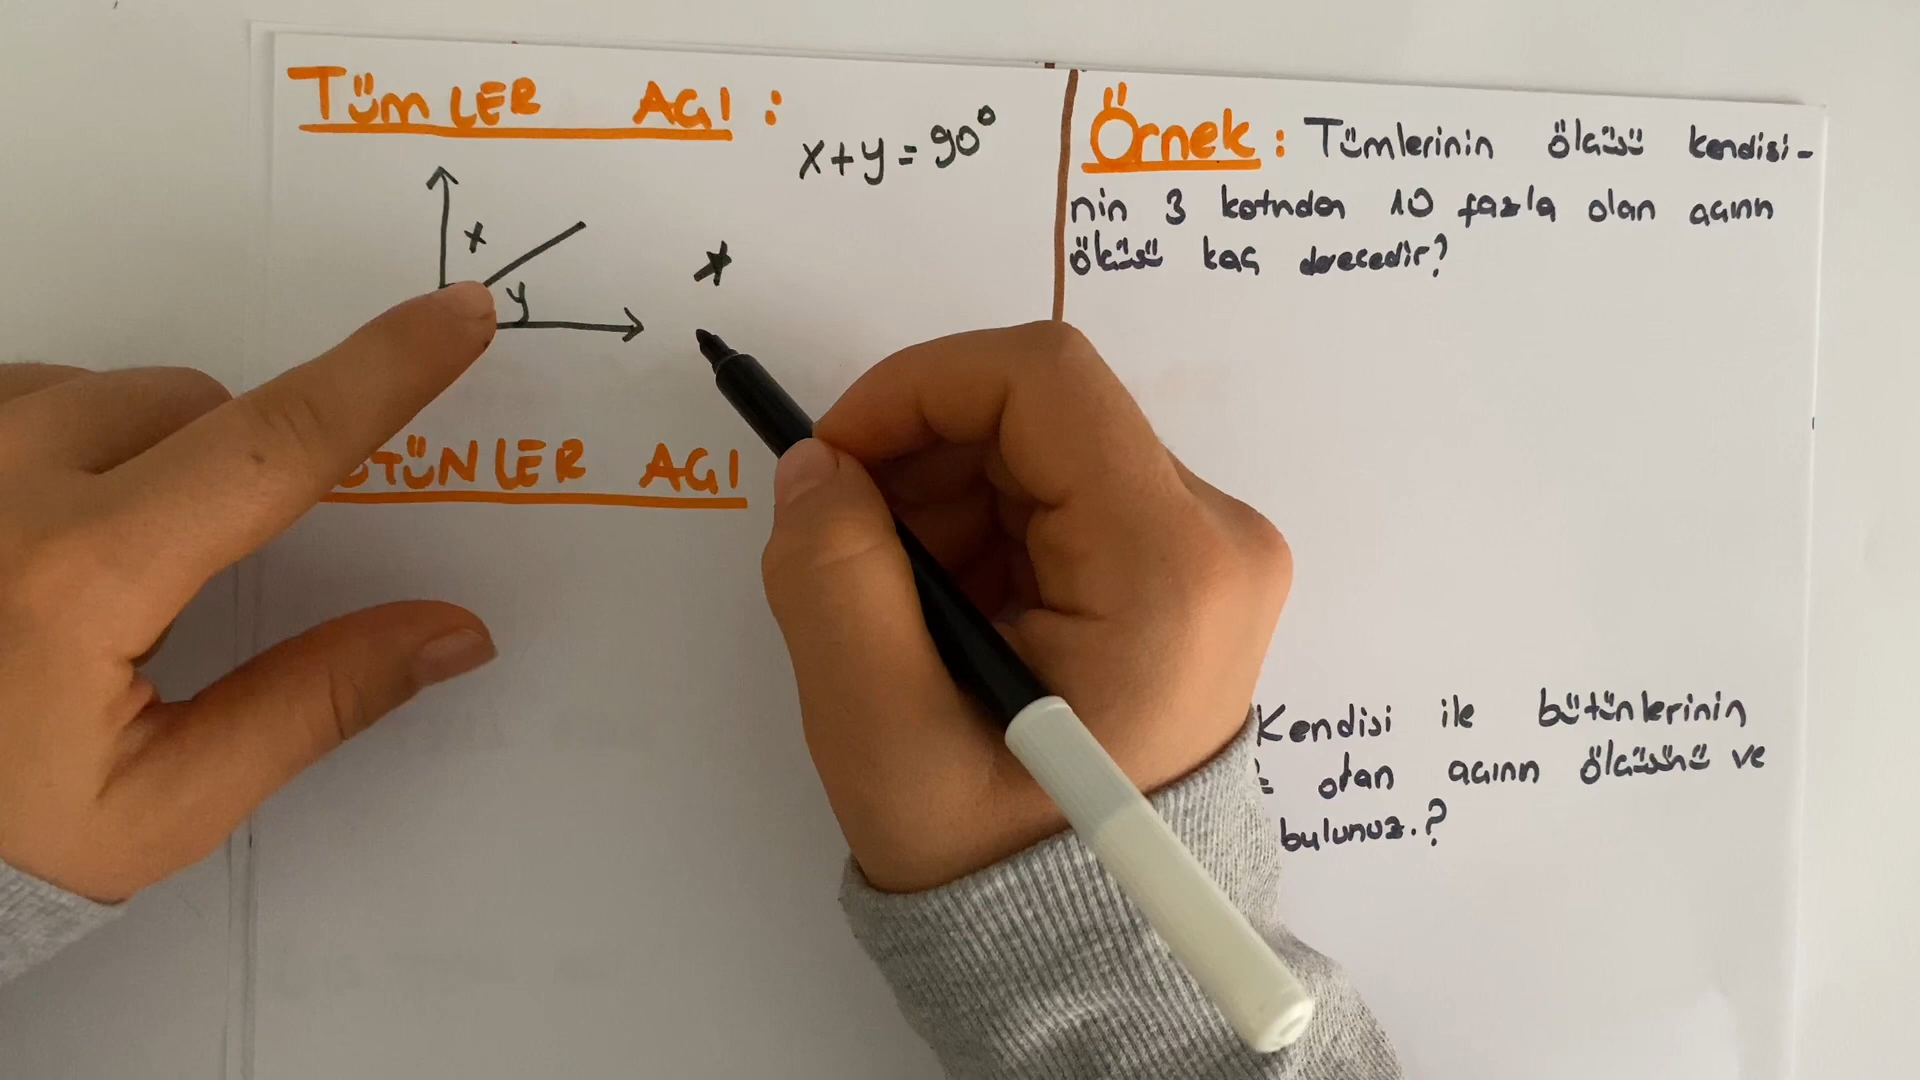 TÜMLER AÇI :
x+y=90°
x
y
x
TÜNLER AÇI
Örnek : Tümlerinin ölçüsü kendisi-
nin 3 katından 10 fazla olan açının
ölçüsü kaç derecedir?
Kendisi ile bütünlerinin
olan açının ölçüsünü ve
bulunuz.?